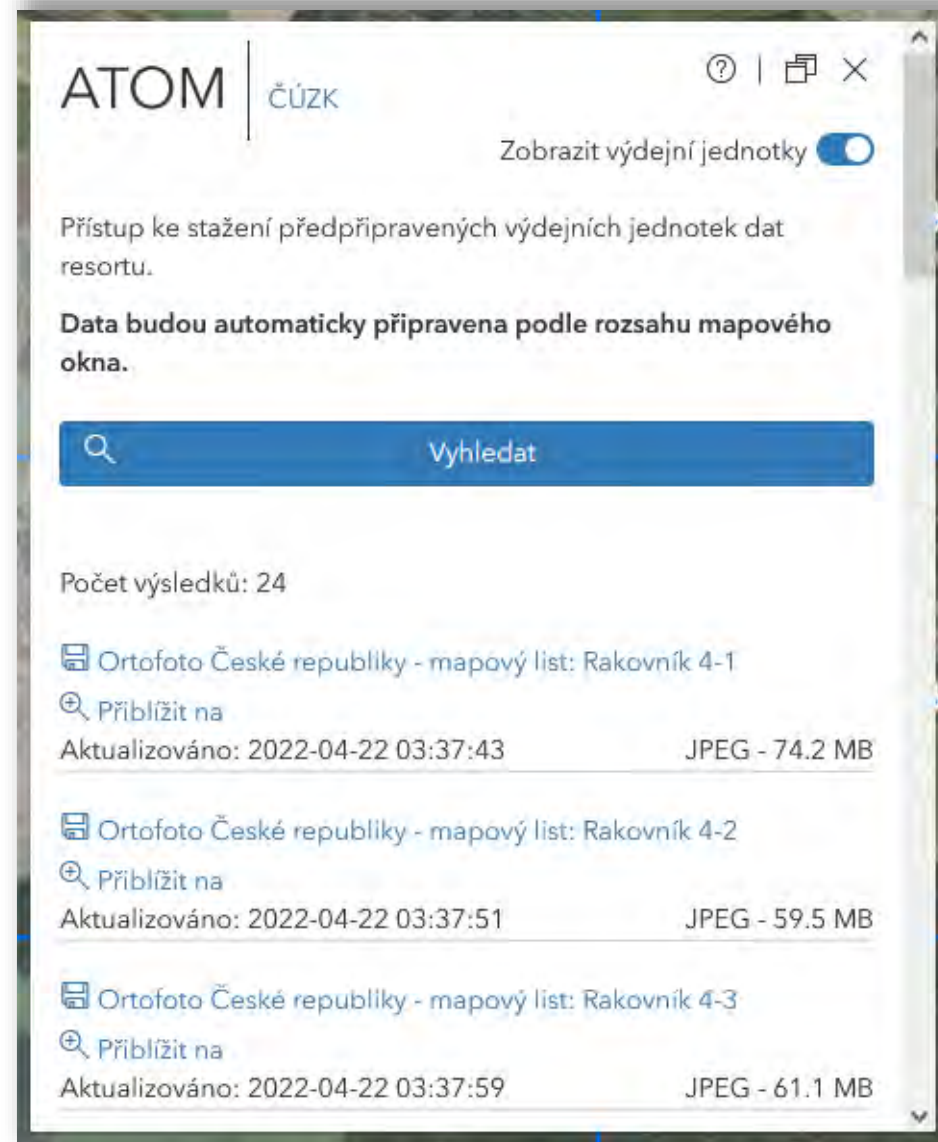 ATOM ČÚZK
Zobrazit výdejní jednotky
Přístup ke stažení předpřipravených výdejních jednotek dat
resortu.
Data budou automaticky připravena podle rozsahu mapového
okna.
Vyhledat
Počet výsledků: 24
Ortofoto České republiky - mapový list: Rakovník 4-1
Přiblížit na
Aktualizováno: 2022-04-22 03:37:43 JPEG - 74.2 MB
Ortofoto České republiky - mapový list: Rakovník 4-2
Přiblížit na
Aktualizováno: 2022-04-22 03:37:51 JPEG - 59.5 MB
Ortofoto České republiky - mapový list: Rakovník 4-3
Přiblížit na
Aktualizováno: 2022-04-22 03:37:59 JPEG - 61.1 MB